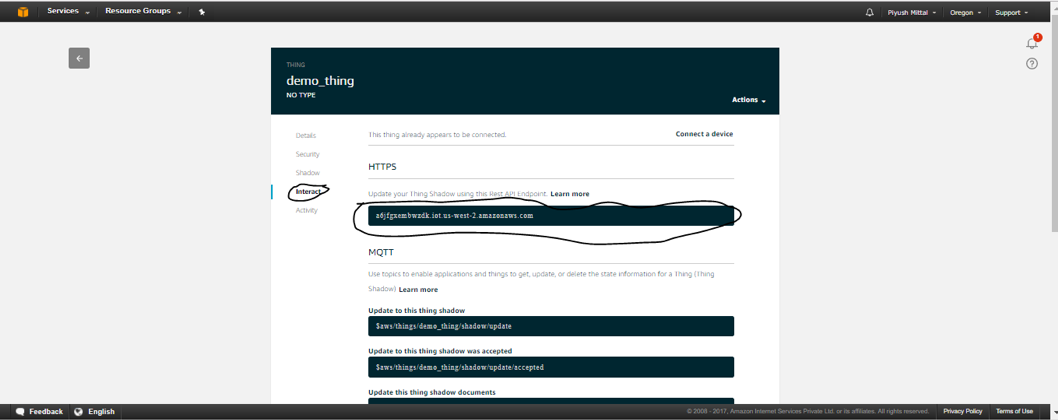 Services
Resource Groups
Piyush Mittal
Oregon
Support
1
THING
demo_thing
NO TYPE
Actions
Details
Security
Shadow
Interact
Activity
This thing already appears to be connected.
Connect a device
HTTPS
Update your Thing Shadow using this Rest API Endpoint. Learn more
a6jfgxembwzdk.iot.us-west-2.amazonaws.com
MQTT
Use topics to enable applications and things to get, update, or delete the state information for a Thing (Thing
Shadow) Learn more
Update to this thing shadow
$aws/things/demo_thing/shadow/update
Update to this thing shadow was accepted
$aws/things/demo_thing/shadow/update/accepted
Update this thing shadow documents
Feedback
English
© 2008 - 2017, Amazon Internet Services Private Ltd. or its affiliates. All rights reserved.
Privacy Policy
Terms of Use